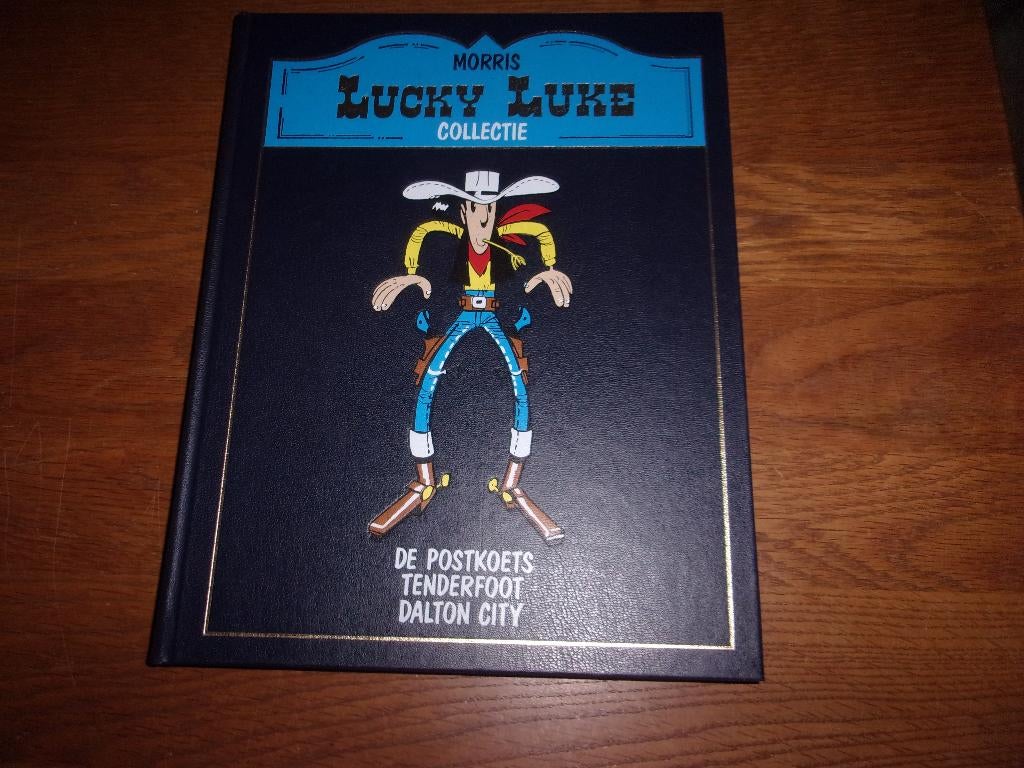 MORRIS
LUCKY LUKE
COLLECTIE
DE POSTKOETS
TENDERFOOT
DALTON CITY